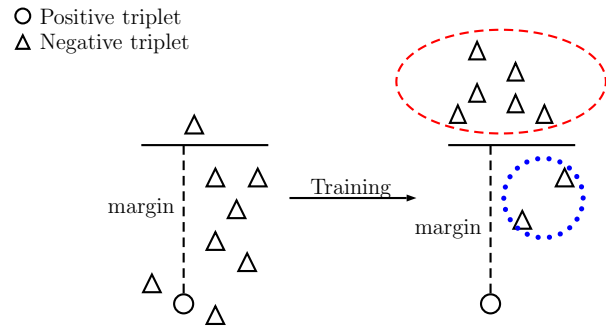 Positive triplet
Negative triplet
margin
Training
margin